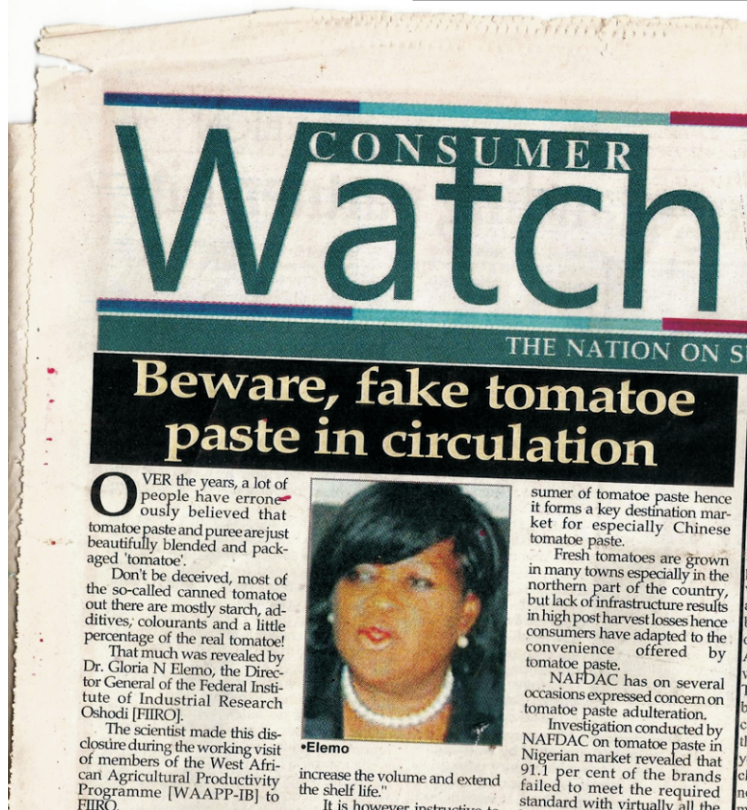 CONSUMER
Watch
THE NATION ON
Beware, fake tomatoe
paste in circulation
OVER the years, a lot of
people have errone-
ously believed that
tomatoe paste and puree are just
beautifully blended and pack-
aged 'tomatoe'.
Don't be deceived, most of
the so-called canned tomatoe
out there are mostly starch, ad-
ditives, colourants and a little
percentage of the real tomatoe!
That much was revealed by
Dr. Gloria N Elemo, the Direc-
tor General of the Federal Insti-
tute of Industrial Research
Oshodi [FIIRO].
The scientist made this dis-
closure during the working visit
of members of the West Afri-
can Agricultural Productivity
Programme [WAAPP-IB] to
FIIRO.
•Elemo
increase the volume and extend
the shelf life."
It is however instructive to
sumer of tomatoe paste hence
it forms a key destination mar-
ket for especially Chinese
tomatoe paste.
Fresh tomatoes are grown
in many towns especially in the
northern part of the country,
but lack of infrastructure results
in high post harvest losses hence
consumers have adapted to the
convenience offered by
tomatoe paste.
NAFDAC has on several
occasions expressed concern on
tomatoe paste adulteration.
Investigation conducted by
NAFDAC on tomatoe paste in
Nigerian market revealed that
91.1 per cent of the brands
failed to meet the required
standard with virtually all the